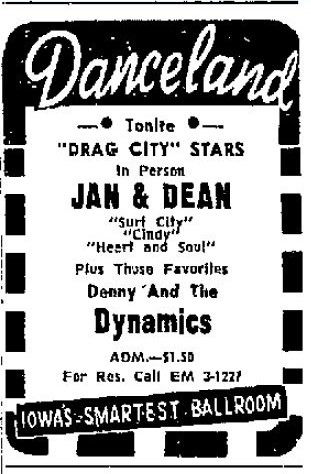 Danceland
Tonite
"DRAG CITY" STARS
In Person
JAN & DEAN
"Surf City"
"Cindy"
"Heart and Soul"
Plus Those Favorites
Denny And The
Dynamics
ADM.—$1.50
For Res. Call EM 3-1227
IOWA'S-SMARTEST BALLROOM